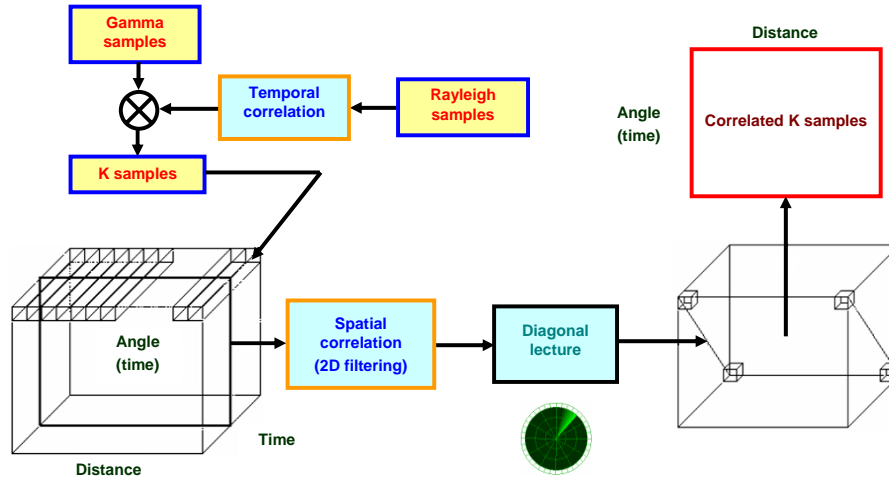 Gamma
samples
Temporal
correlation
Rayleigh
samples
K samples
Distance
Angle
(time)
Correlated K samples
Angle
(time)
Spatial
correlation
(2D filtering)
Diagonal
lecture
Time
Distance